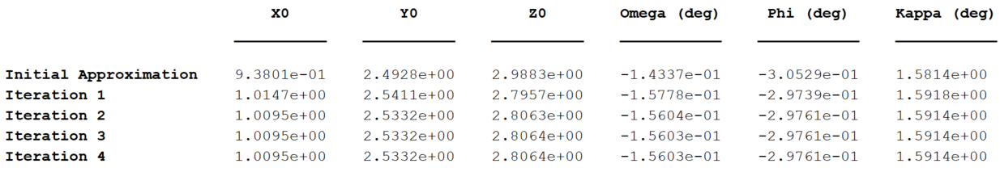 X0 Y0 Z0 Omega (deg) Phi (deg) Kappa (deg)
Initial Approximation 9.3801e-01 2.4928e+00 2.9883e+00 -1.4337e-01 -3.0529e-01 1.5814e+00
Iteration 1 1.0147e+00 2.5411e+00 2.7957e+00 -1.5778e-01 -2.9739e-01 1.5918e+00
Iteration 2 1.0095e+00 2.5332e+00 2.8063e+00 -1.5604e-01 -2.9761e-01 1.5914e+00
Iteration 3 1.0095e+00 2.5332e+00 2.8064e+00 -1.5603e-01 -2.9761e-01 1.5914e+00
Iteration 4 1.0095e+00 2.5332e+00 2.8064e+00 -1.5603e-01 -2.9761e-01 1.5914e+00